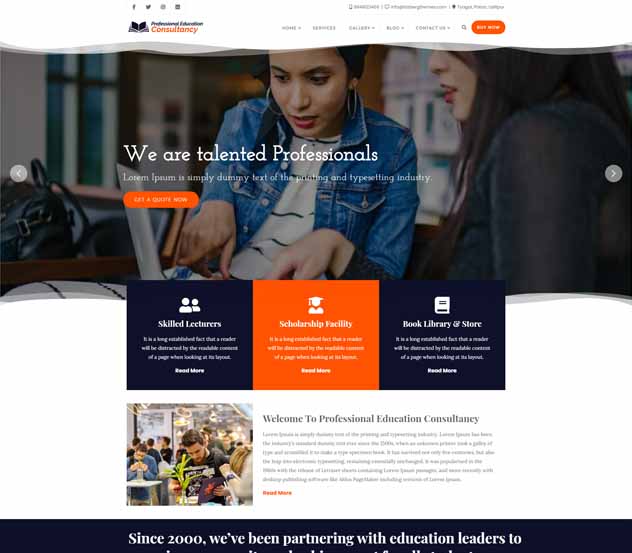 9841023456 | info@sitdesigthemes.com | Turagat, Patan, Lalitpur
Professional Education
Consultancy
HOME
SERVICES
GALLERY
BLOG
CONTACT US
BUY NOW
We are talented Professionals
Lorem Ipsum is simply dummy text of the printing and typesetting industry.
GET A QUOTE NOW
Skilled Lecturers
It is a long established fact that a reader
will be distracted by the readable content
of a page when looking at its layout.
Read More
Scholarship Facility
It is a long established fact that a reader
will be distracted by the readable content
of a page when looking at its layout.
Read More
Book Library & Store
It is a long established fact that a reader
will be distracted by the readable content
of a page when looking at its layout.
Read More
Welcome To Professional Education Consultancy
Lorem Ipsum is simply dummy text of the printing and typesetting industry. Lorem Ipsum has been
the industry's standard dummy text ever since the 1500s, when an unknown printer took a galley of
type and scrambled it to make a type specimen book. It has survived not only five centuries, but also
the leap into electronic typesetting, remaining essentially unchanged. It was popularised in the
1960s with the release of Letraset sheets containing Lorem Ipsum passages, and more recently with
desktop publishing software like Aldus PageMaker including versions of Lorem Ipsum.
Read More
Since 2000, we've been partnering with education leaders to